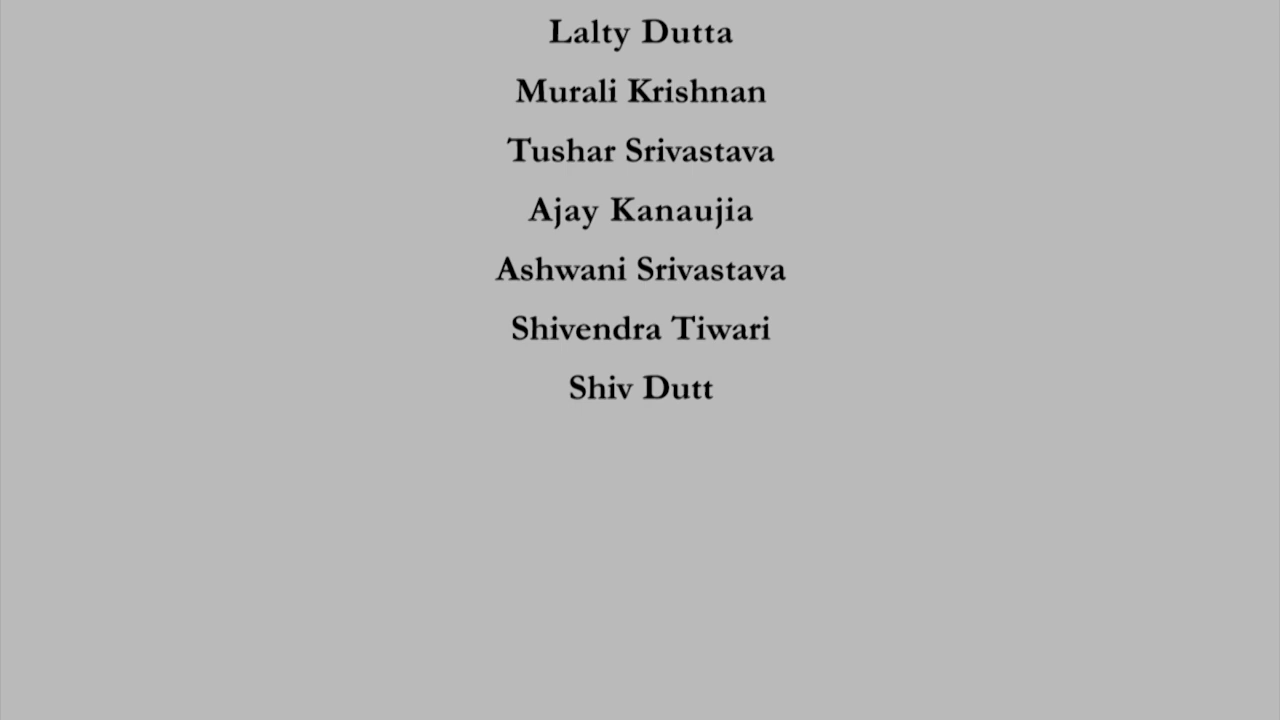 Lalty Dutta
Murali Krishnan
Tushar Srivastava
Ajay Kanaujia
Ashwani Srivastava
Shivendra Tiwari
Shiv Dutt